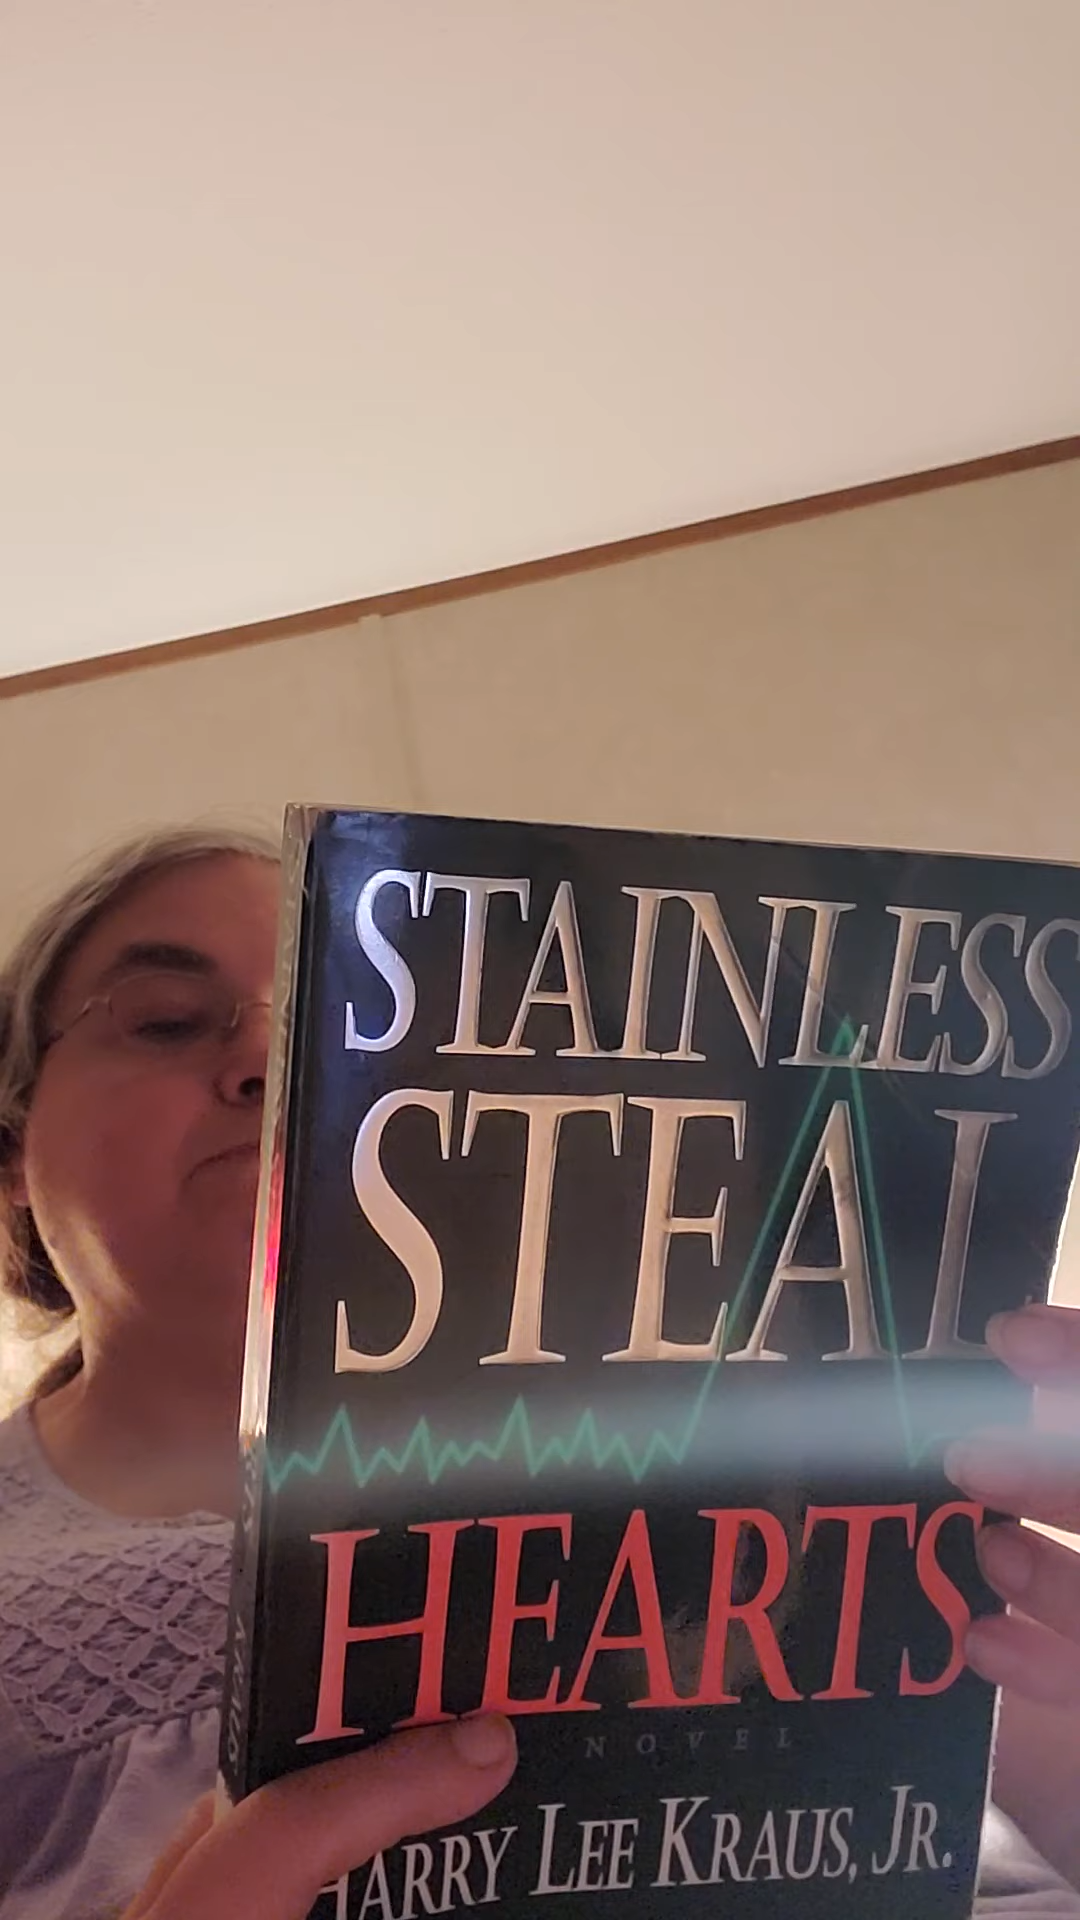 STAINLESS
STEAL
HEARTS
NOVEL
HARRY LEE KRAUS, JR.